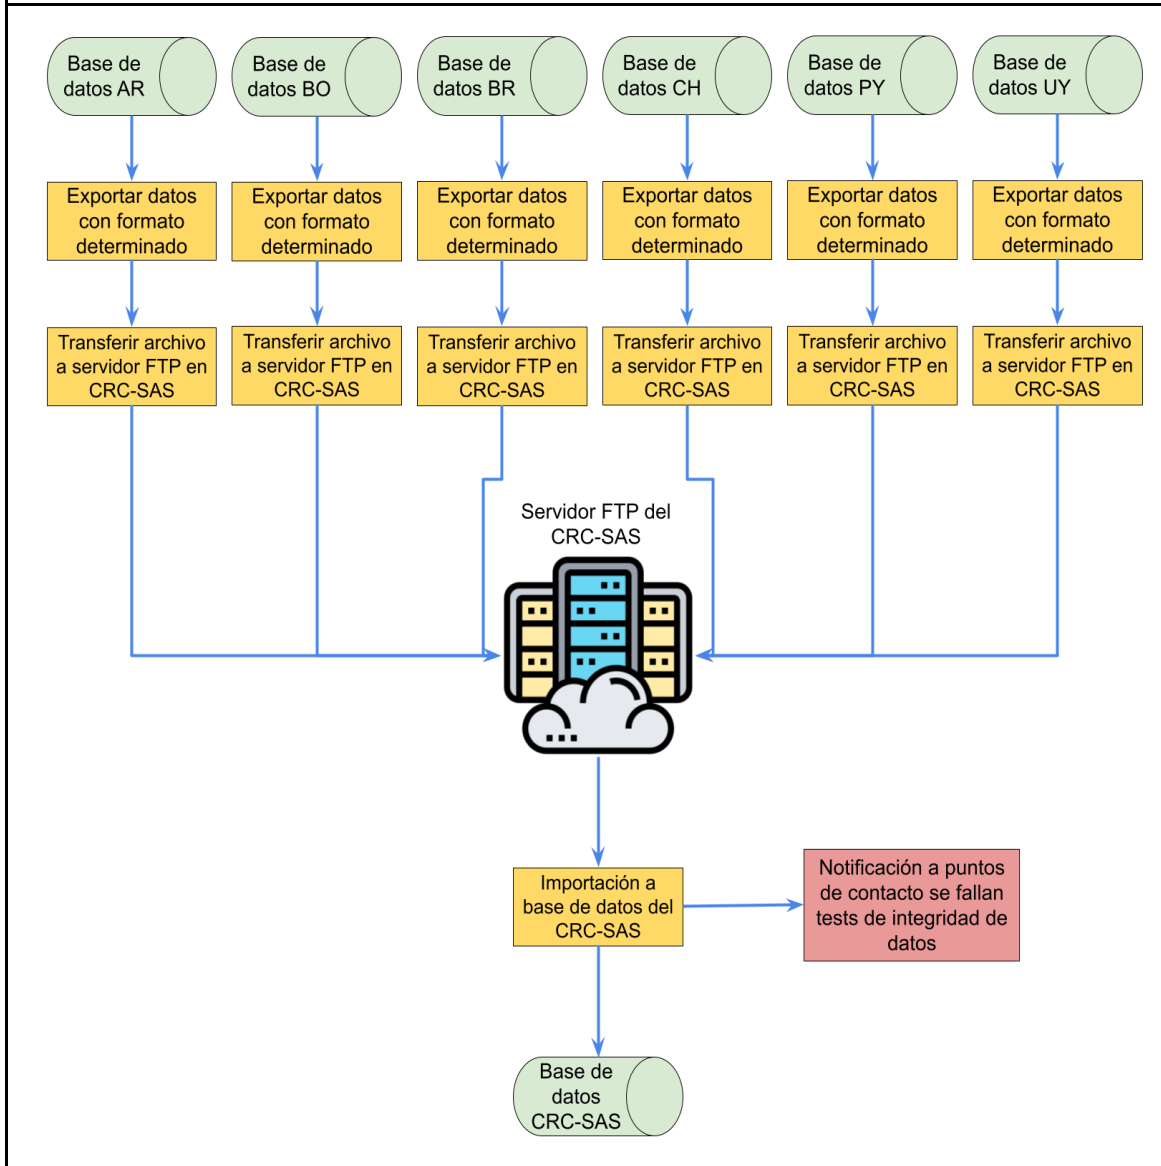 Base de
datos AR
Base de
datos BO
Base de
datos BR
Base de
datos CH
Base de
datos PY
Base de
datos UY
Exportar datos
con formato
determinado
Exportar datos
con formato
determinado
Exportar datos
con formato
determinado
Exportar datos
con formato
determinado
Exportar datos
con formato
determinado
Exportar datos
con formato
determinado
Transferir archivo
a servidor FTP en
CRC-SAS
Transferir archivo
a servidor FTP en
CRC-SAS
Transferir archivo
a servidor FTP en
CRC-SAS
Transferir archivo
a servidor FTP en
CRC-SAS
Transferir archivo
a servidor FTP en
CRC-SAS
Transferir archivo
a servidor FTP en
CRC-SAS
Servidor FTP del
CRC-SAS
Importación a
base de datos del
CRC-SAS
Notificación a puntos
de contacto se fallan
tests de integridad de
datos
Base de
datos
CRC-SAS